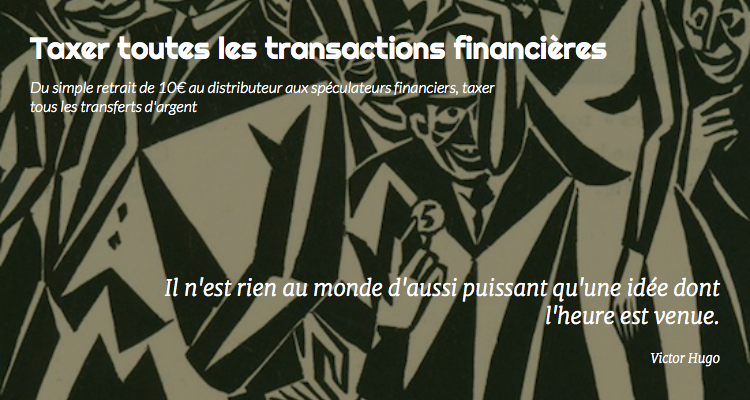 Taxer toutes les transactions financières
Du simple retrait de 10€ au distributeur aux spéculateurs financiers, taxer
tous les transferts d'argent
5
Il n'est rien au monde d'aussi puissant qu'une idée dont
l'heure est venue.
Victor Hugo